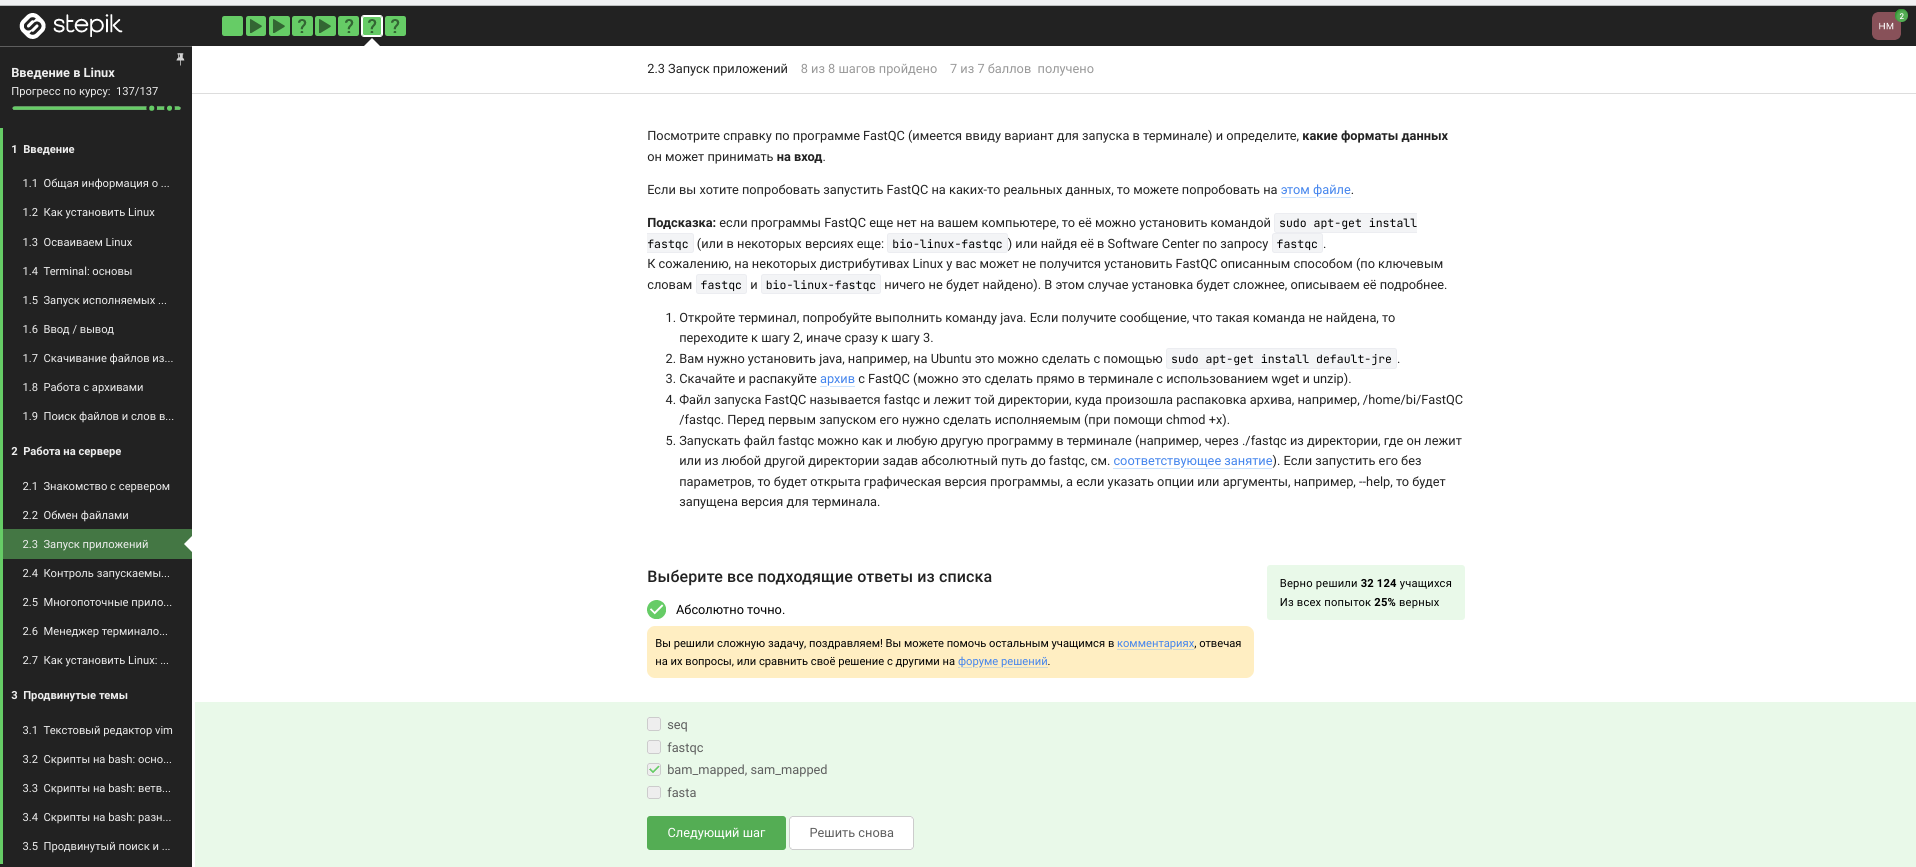 stepik
НМ
2
Введение в Linux
Прогресс по курсу: 137/137
1 Введение
1.1 Общая информация о ...
1.2 Как установить Linux
1.3 Осваиваем Linux
1.4 Terminal: основы
1.5 Запуск исполняемых ...
1.6 Ввод / вывод
1.7 Скачивание файлов из...
1.8 Работа с архивами
1.9 Поиск файлов и слов в...
2 Работа на сервере
2.1 Знакомство с сервером
2.2 Обмен файлами
2.3 Запуск приложений
2.4 Контроль запускаемы...
2.5 Многопоточные прило...
2.6 Менеджер терминало...
2.7 Как установить Linux: ...
3 Продвинутые темы
3.1 Текстовый редактор vim
3.2 Скрипты на bash: осно...
3.3 Скрипты на bash: ветв...
3.4 Скрипты на bash: разн...
3.5 Продвинутый поиск и ...
2.3 Запуск приложений 8 из 8 шагов пройдено 7 из 7 баллов получено
Посмотрите справку по программе FastQC (имеется ввиду вариант для запуска в терминале) и определите, какие форматы данных
он может принимать на вход.
Если вы хотите попробовать запустить FastQC на каких-то реальных данных, то можете попробовать на этом файле.
Подсказка: если программы FastQC еще нет на вашем компьютере, то её можно установить командой sudo apt-get install
fastqc (или в некоторых версиях еще: bio-linux-fastqc) или найдя её в Software Center по запросу fastqc.
К сожалению, на некоторых дистрибутивах Linux у вас может не получится установить FastQC описанным способом (по ключевым
словам fastqc и bio-linux-fastqc ничего не будет найдено). В этом случае установка будет сложнее, описываем её подробнее.
1. Откройте терминал, попробуйте выполнить команду java. Если получите сообщение, что такая команда не найдена, то
переходите к шагу 2, иначе сразу к шагу 3.
2. Вам нужно установить java, например, на Ubuntu это можно сделать с помощью sudo apt-get install default-jre.
3. Скачайте и распакуйте архив с FastQC (можно это сделать прямо в терминале с использованием wget и unzip).
4. Файл запуска FastQC называется fastqc и лежит той директории, куда произошла распаковка архива, например, /home/bi/FastQC
/fastqc. Перед первым запуском его нужно сделать исполняемым (при помощи chmod +x).
5. Запускать файл fastqc можно как и любую другую программу в терминале (например, через ./fastqc из директории, где он лежит
или из любой другой директории задав абсолютный путь до fastqc, см. соответствующее занятие). Если запустить его без
параметров, то будет открыта графическая версия программы, а если указать опции или аргументы, например, --help, то будет
запущена версия для терминала.
Выберите все подходящие ответы из списка
Абсолютно точно.
Вы решили сложную задачу, поздравляем! Вы можете помочь остальным учащимся в комментариях, отвечая
на их вопросы, или сравнить своё решение с другими на форуме решений.
Верно решили 32 124 учащихся
Из всех попыток 25% верных
seq
fastqc
bam_mapped, sam_mapped
fasta
Следующий шаг
Решить снова